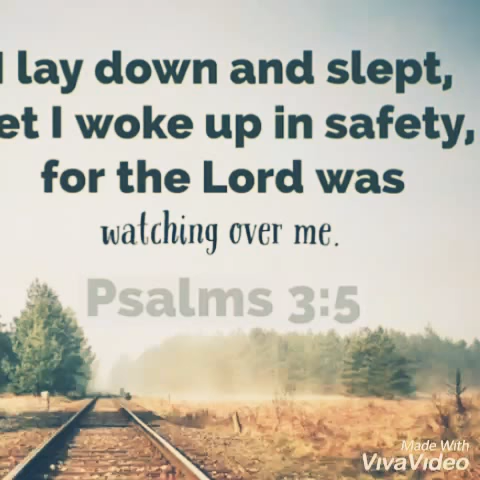 I lay down and slept,
et I woke up in safety,
for the Lord was
watching over me.
Psalms 3:5
Made With
VivaVideo